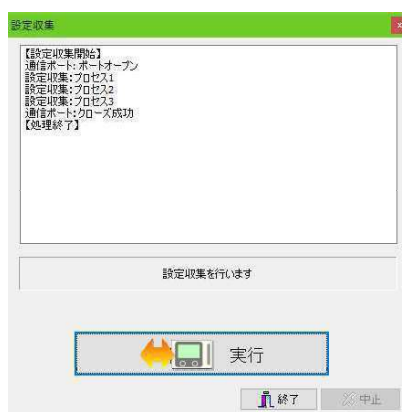 設定収集
【設定収集開始】
通信ポート:ポートオープン
設定収集:プロセス1
設定収集:プロセス2
設定収集:プロセス3
通信ポート:クローズ成功
【処理終了】
設定収集を行います
実行
終了
中止